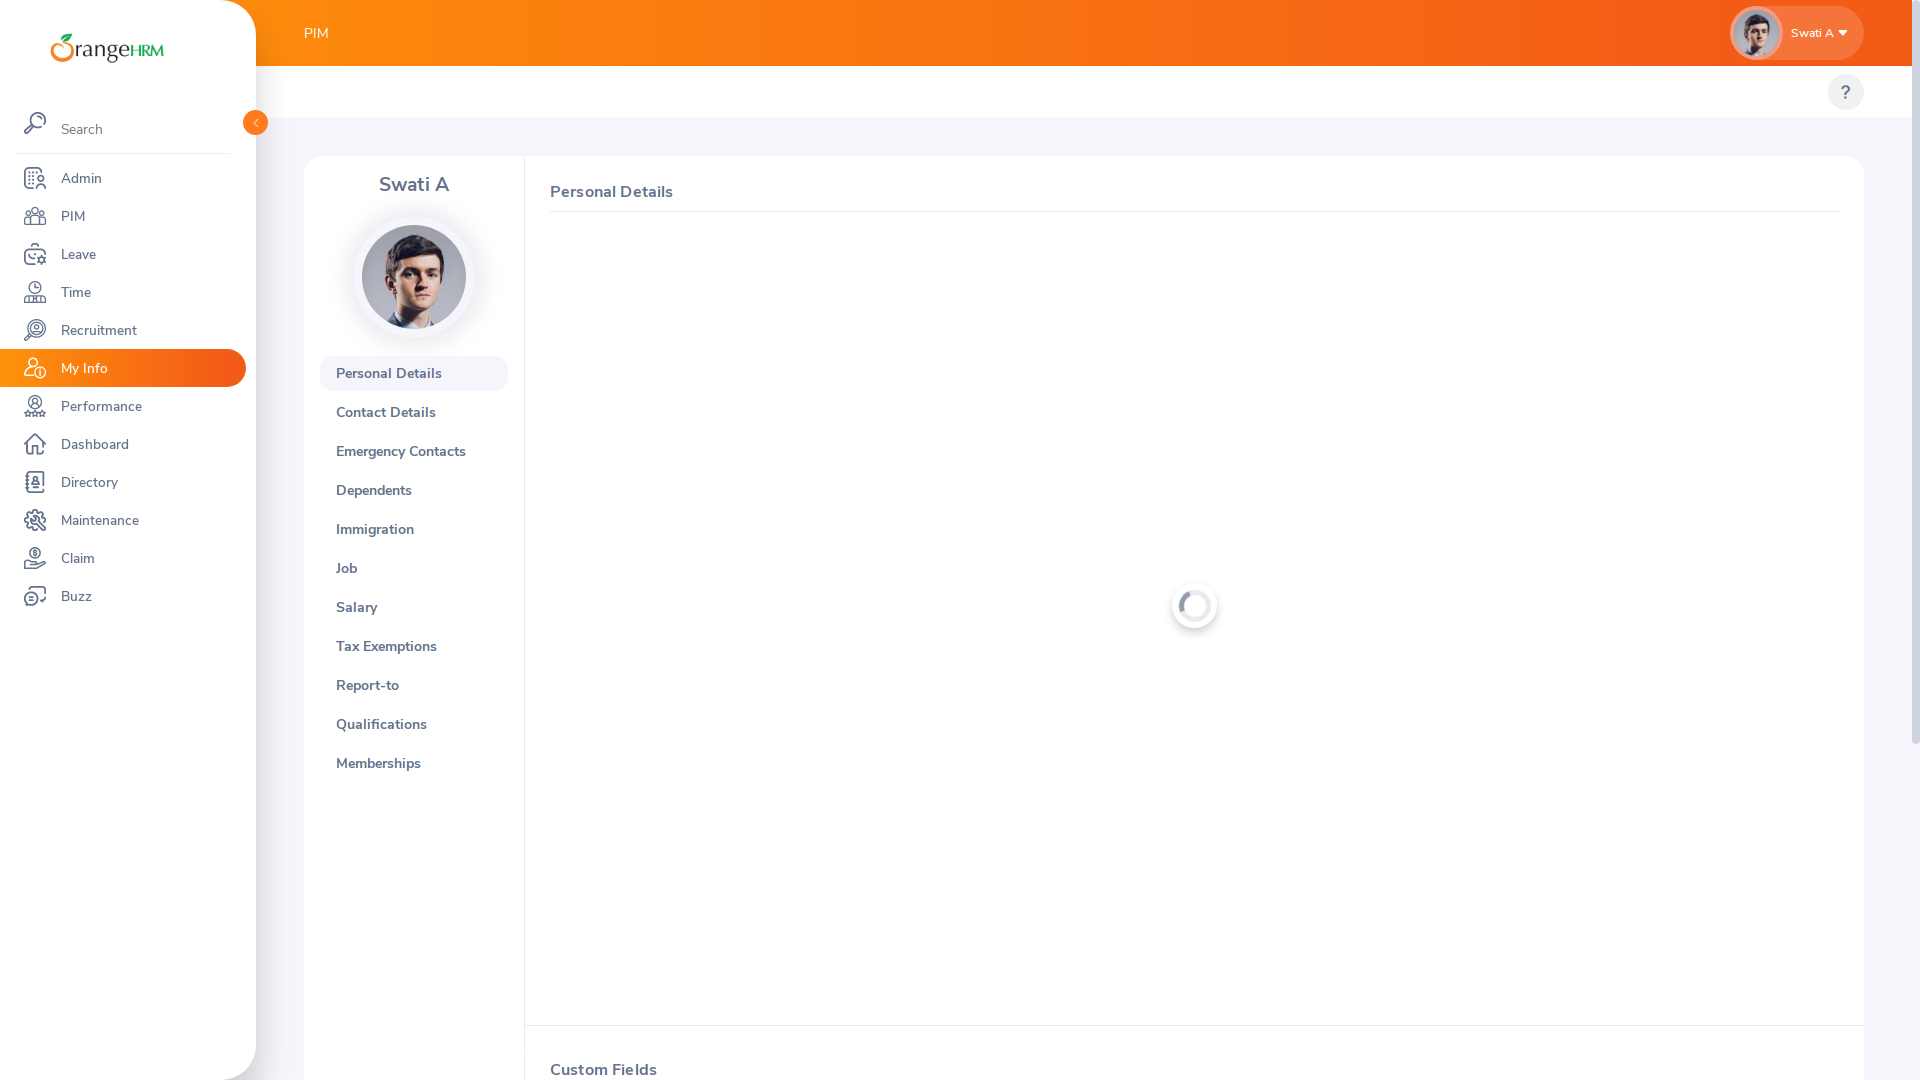 OrangeHRM
PIM
Swati A
?
Search
Admin
PIM
Leave
Time
Recruitment
My Info
Performance
Dashboard
Directory
Maintenance
Claim
Buzz
Swati A
Personal Details
Contact Details
Emergency Contacts
Dependents
Immigration
Job
Salary
Tax Exemptions
Report-to
Qualifications
Memberships
Personal Details
Custom Fields